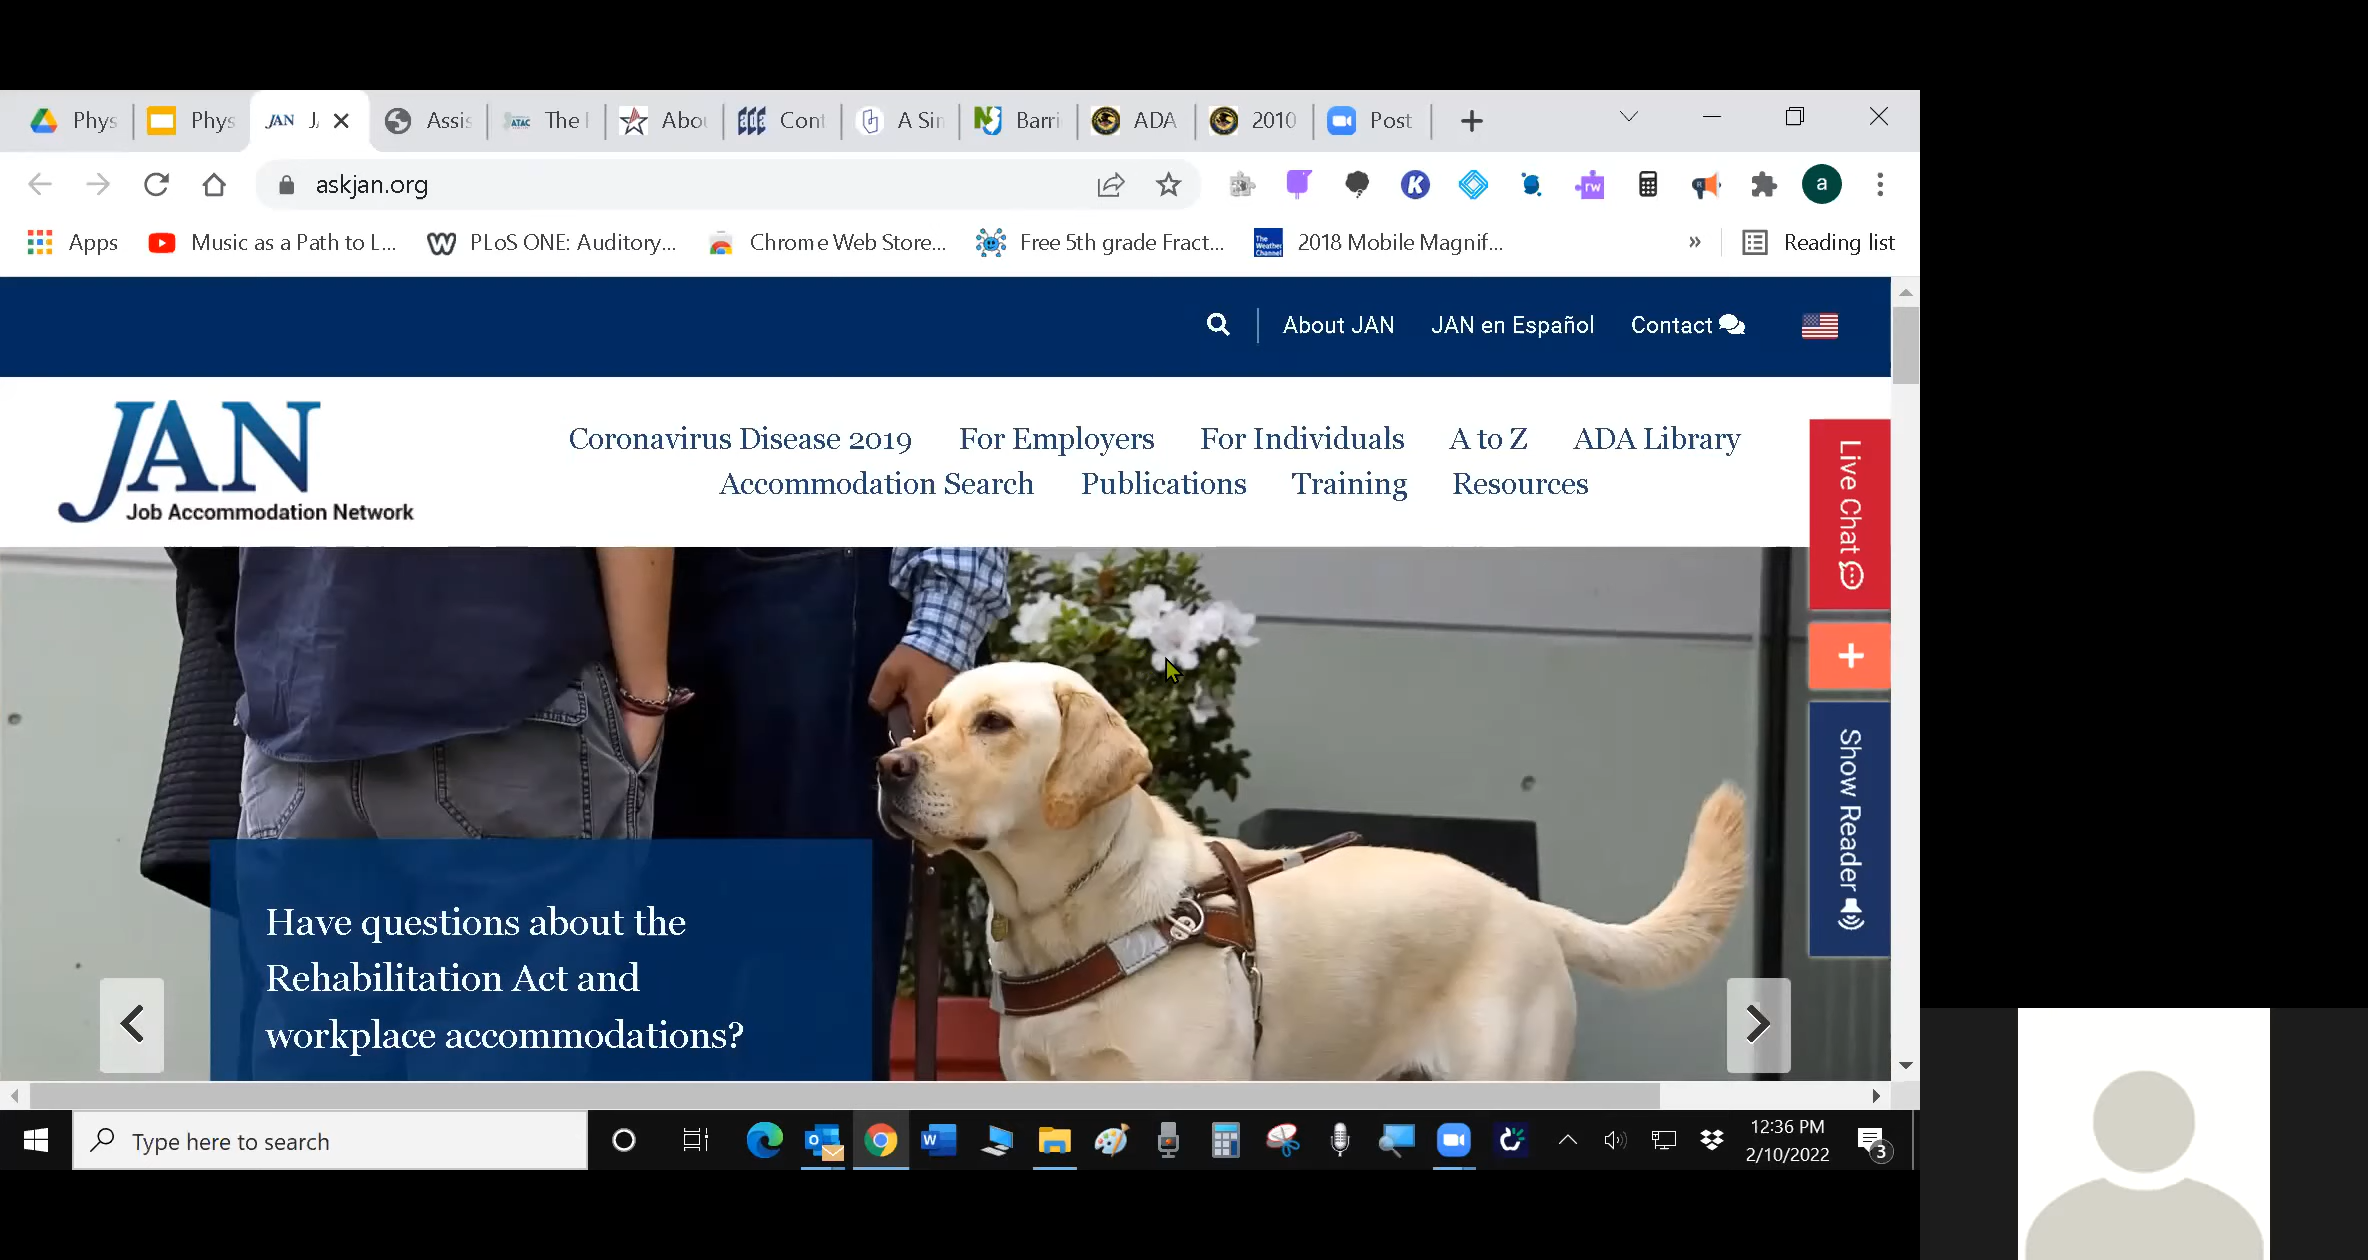 Phys Phys J Assis The Abou Cont A Sin Barri ADA 2010 Post
askjan.org
K rw a
Apps Music as a Path to L... PLoS ONE: Auditory... Chrome Web Store... Free 5th grade Fract... 2018 Mobile Magnif... » Reading list
About JAN JAN en Español Contact
JAN
Job Accommodation Network
Coronavirus Disease 2019 For Employers For Individuals A to Z ADA Library
Accommodation Search Publications Training Resources
Live Chat
+
Show Reader
Have questions about the
Rehabilitation Act and
workplace accommodations?
Type here to search
12:36 PM
2/10/2022
3